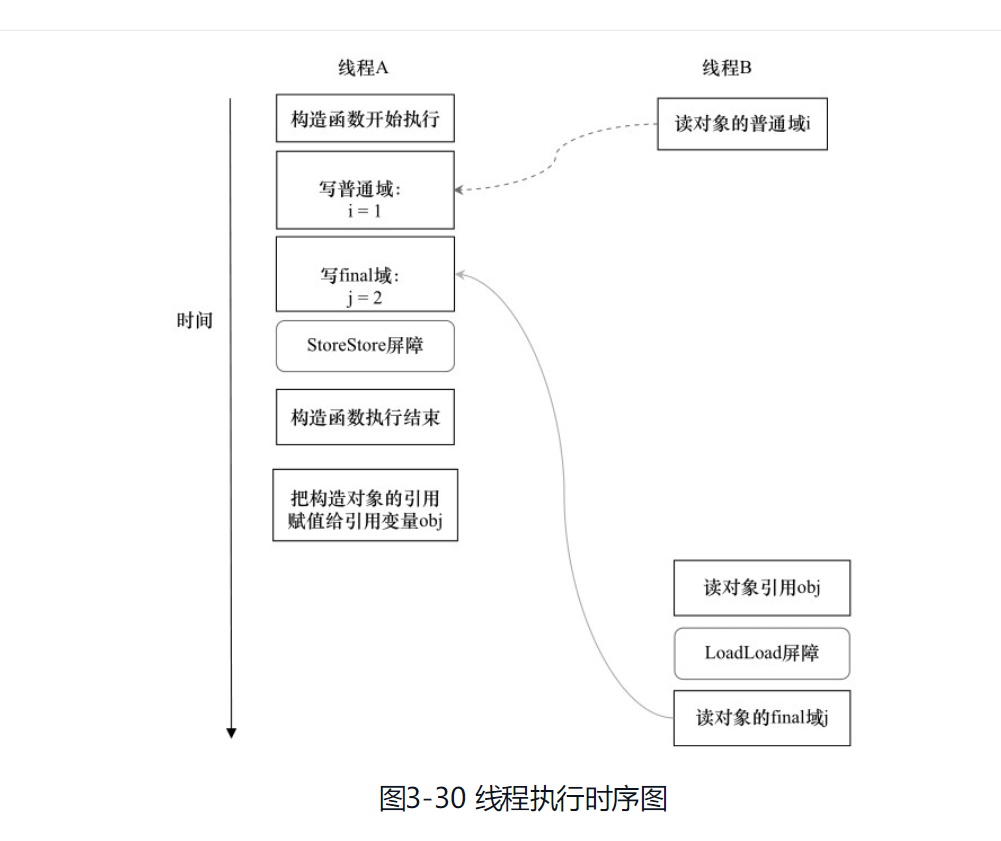 线程A
线程B
构造函数开始执行
读对象的普通域i
写普通域：
i = 1
写final域：
j = 2
时间
StoreStore屏障
构造函数执行结束
把构造对象的引用
赋值给引用变量obj
读对象引用obj
LoadLoad屏障
读对象的final域j
图3-30 线程执行时序图